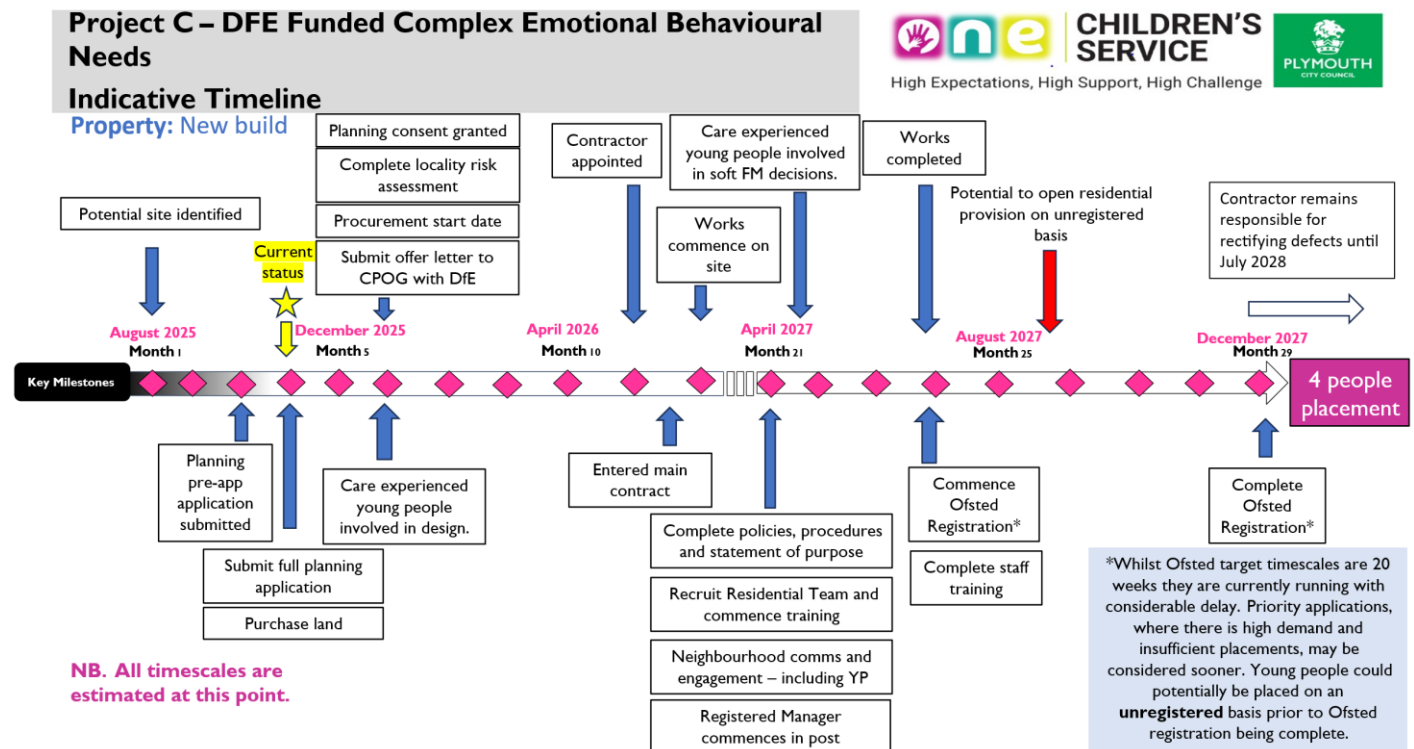 Project C – DFE Funded Complex Emotional Behavioural
Needs
Indicative Timeline
one
CHILDREN'S
SERVICE
High Expectations, High Support, High Challenge
PLYMOUTH
CITY COUNCIL
Property: New build
Potential site identified
Current
status
Planning consent granted
Complete locality risk
assessment
Procurement start date
Submit offer letter to
CPOG with DfE
Contractor
appointed
Works
commence on
site
Care experienced
young people involved
in soft FM decisions.
Works
completed
Potential to open residential
provision on unregistered
basis
Contractor remains
responsible for
rectifying defects until
July 2028
August 2025
Month 1
December 2025
Month 5
April 2026
Month 10
April 2027
Month 21
August 2027
Month 25
December 2027
Month 29
Key Milestones
4 people
placement
Planning
pre-app
application
submitted
Submit full planning
application
Purchase land
Care experienced
young people
involved in design.
Entered main
contract
Complete policies, procedures
and statement of purpose
Recruit Residential Team and
commence training
Neighbourhood comms and
engagement – including YP
Registered Manager
commences in post
Commence
Ofsted
Registration*
Complete staff
training
Complete
Ofsted
Registration*
*Whilst Ofsted target timescales are 20
weeks they are currently running with
considerable delay. Priority applications,
where there is high demand and
insufficient placements, may be
considered sooner. Young people could
potentially be placed on an
unregistered basis prior to Ofsted
registration being complete.
NB. All timescales are
estimated at this point.